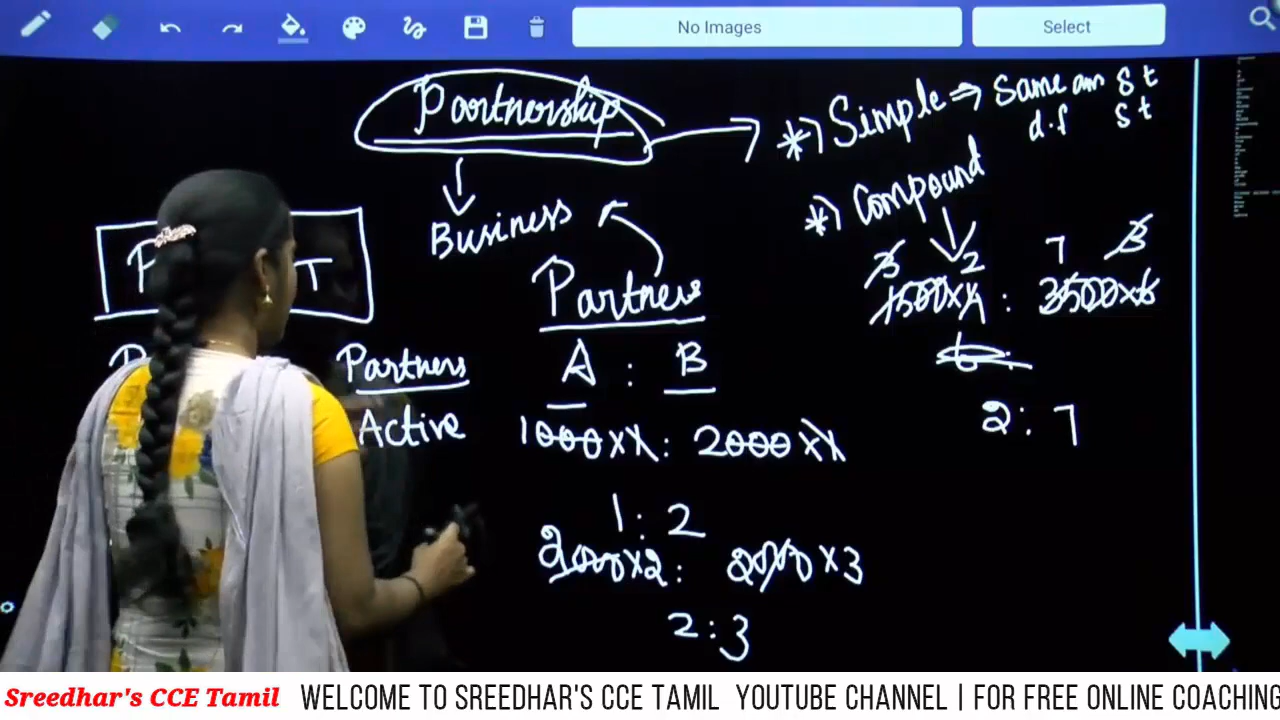 No Images
Select
Partnership
*) Simple ⇒ Same am & t
d.f & t
*) Compound
Business
Partners
3 2 7 3
1500×4 : 3500×6
T
A : B
Partners
Active
1000×x : 2000×x
2 : 7
1 : 2
2000×2 : 2000×3
2 : 3
Sreedhar's CCE Tamil WELCOME TO SREEDHAR'S CCE TAMIL YOUTUBE CHANNEL | FOR FREE ONLINE COACHING